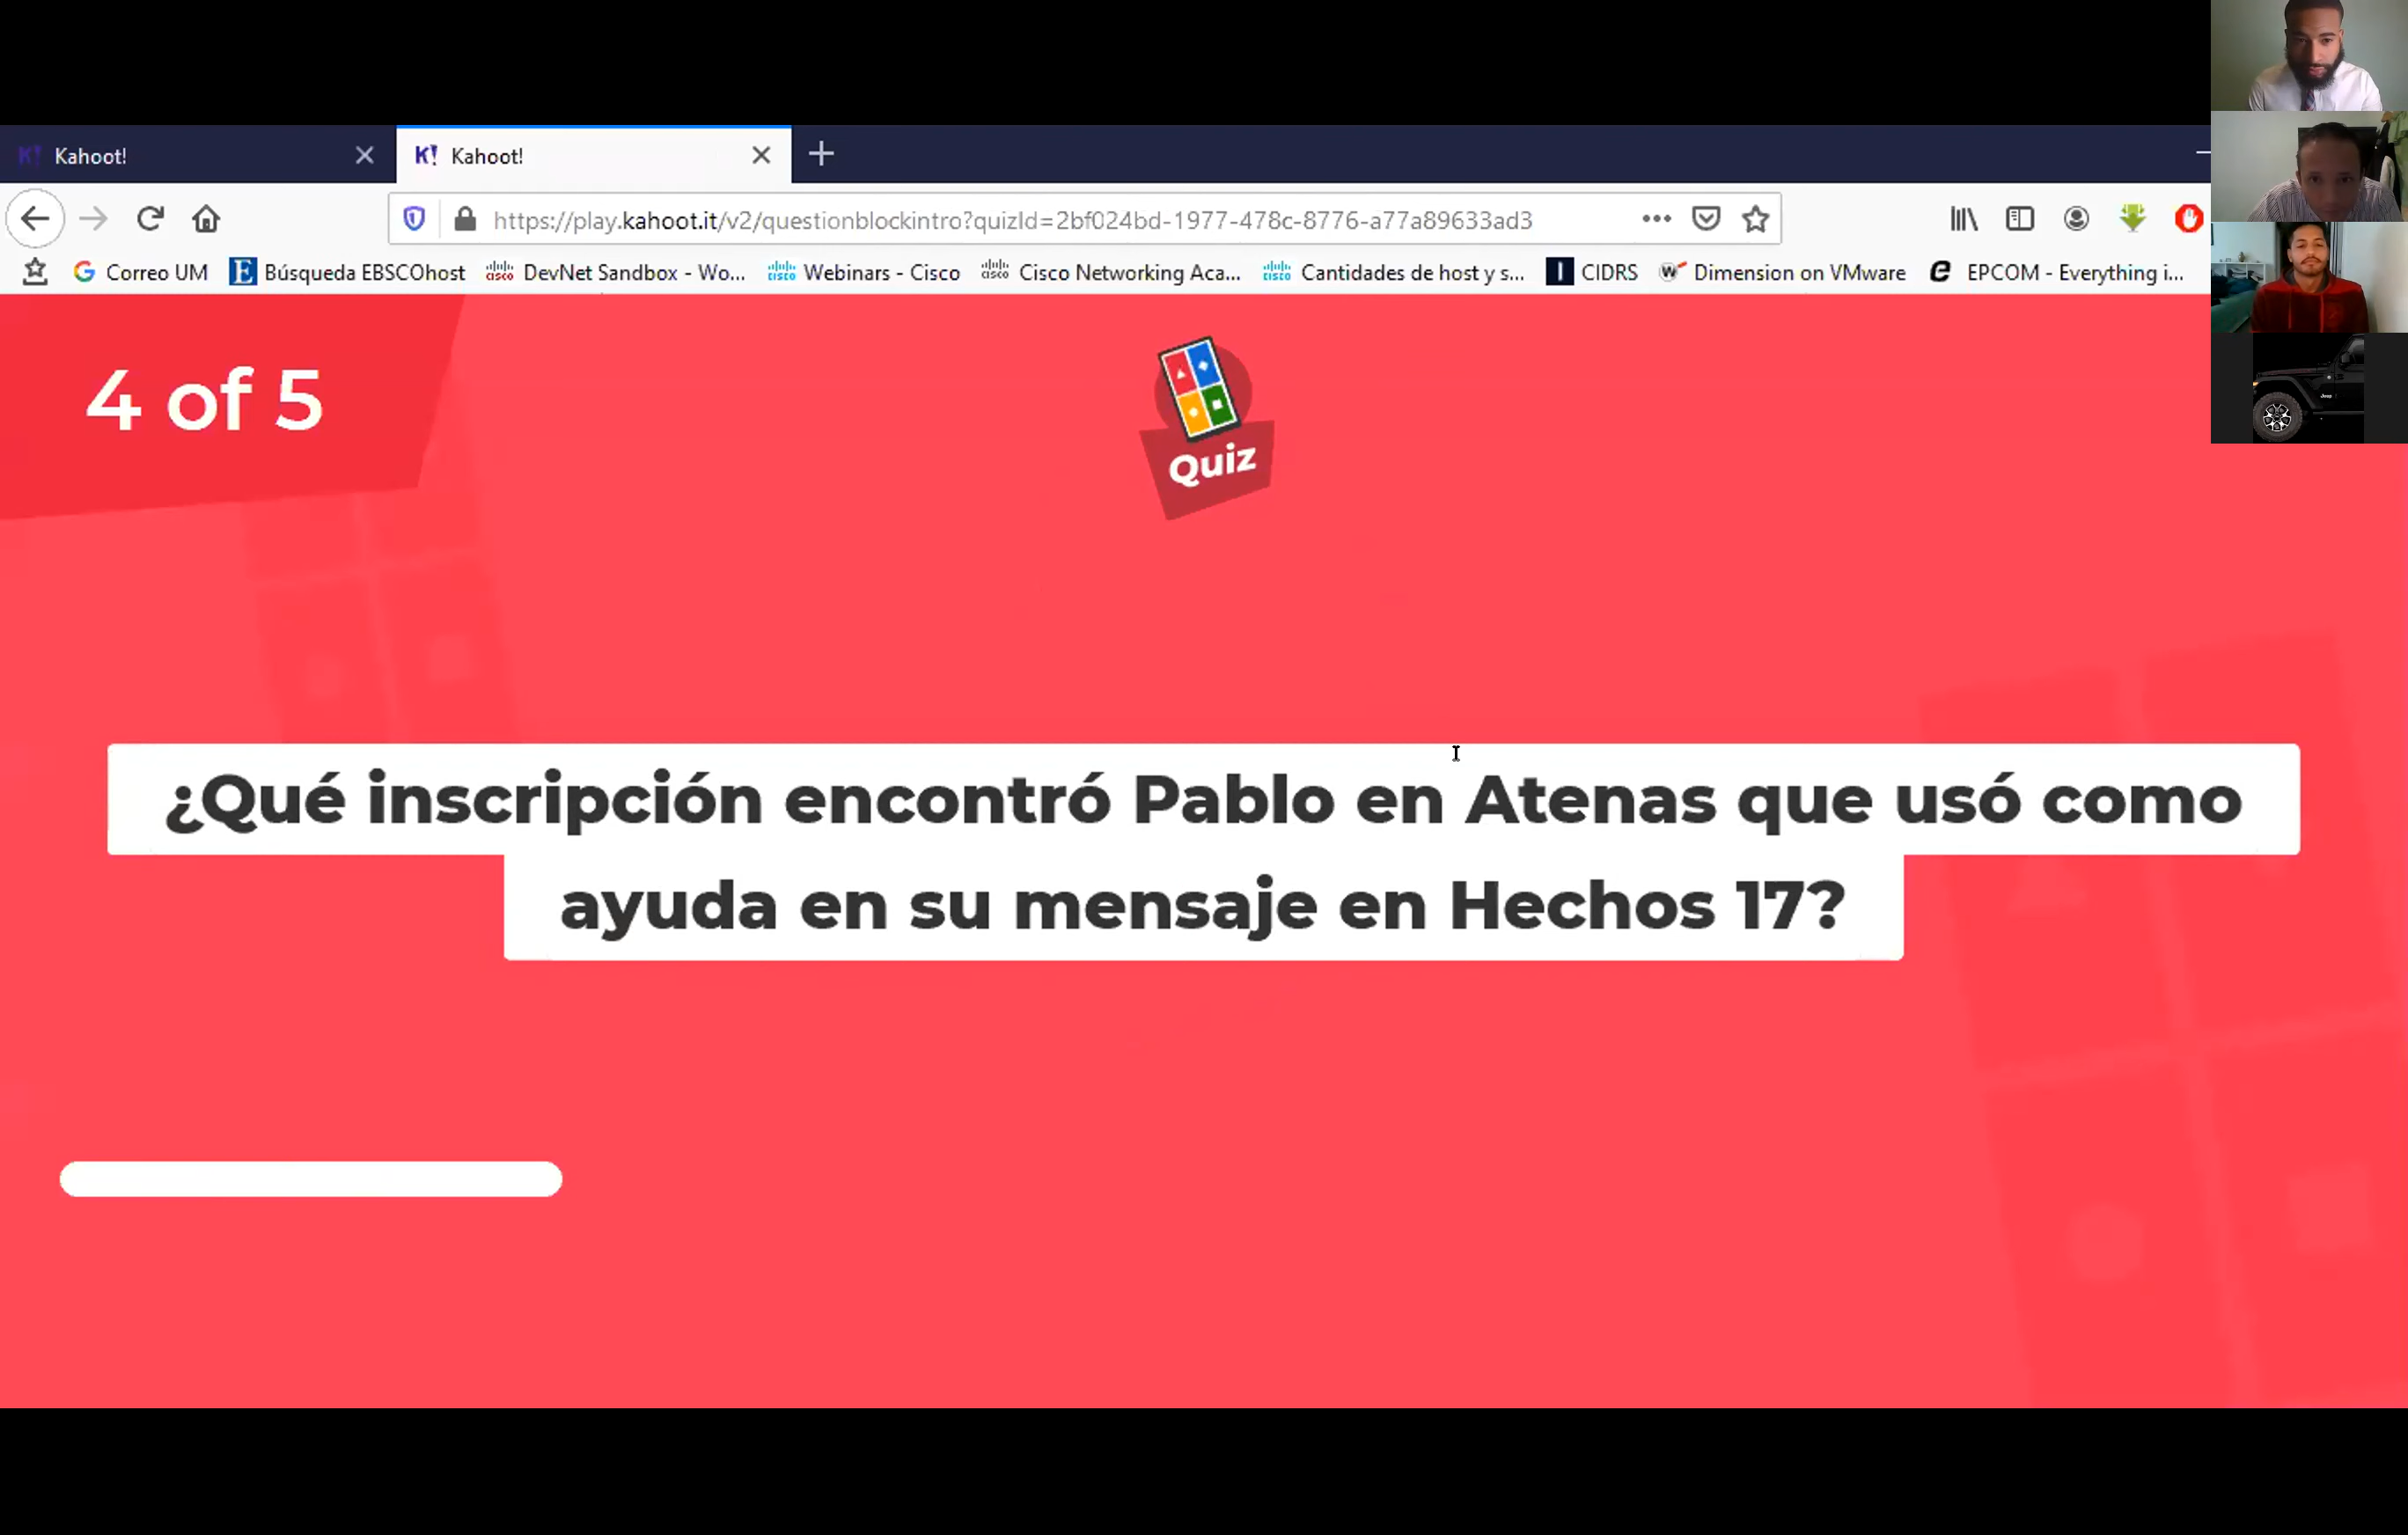 Kahoot!
Kahoot!
https://play.kahoot.it/v2/questionblockintro?quizId=2bf024bd-1977-478c-8776-a77a89633ad3
Correo UM
Búsqueda EBSCOhost
DevNet Sandbox - Wo...
Webinars - Cisco
Cisco Networking Aca...
Cantidades de host y s...
CIDRS
Dimension on VMware
EPCOM - Everything i...
4 of 5
Quiz
¿Qué inscripción encontró Pablo en Atenas que usó como
ayuda en su mensaje en Hechos 17?